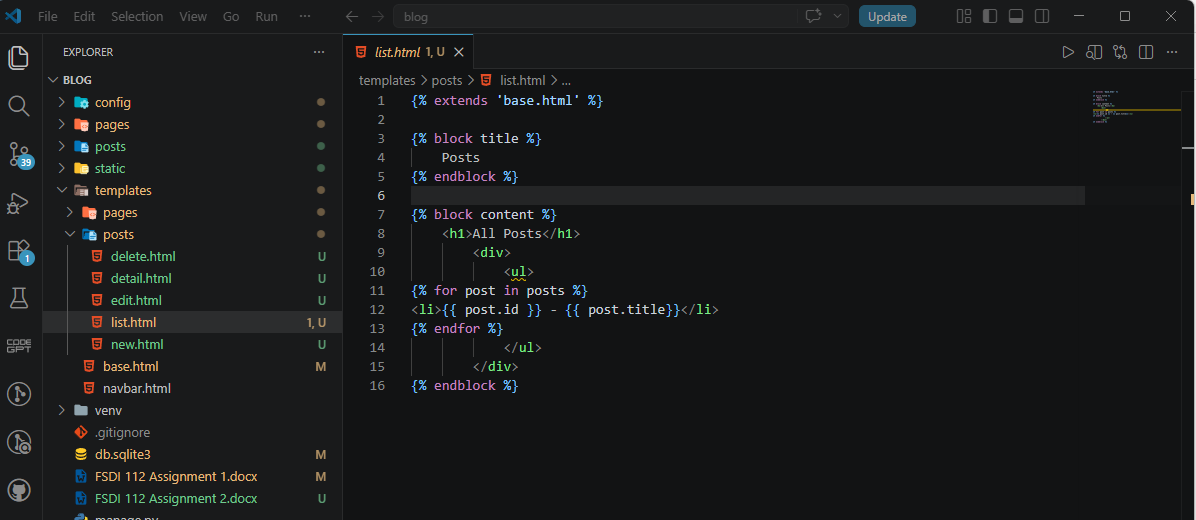 File Edit Selection View Go Run ··· blog Update
EXPLORER ···
list.html 1, U
BLOG
templates > posts > list.html > ...
config
pages
posts
static
templates
pages
posts
delete.html U
detail.html U
edit.html U
list.html 1, U
new.html U
base.html M
navbar.html
venv
.gitignore
db.sqlite3 M
FSDI 112 Assignment 1.docx M
FSDI 112 Assignment 2.docx U
manage.py
39
1
CODE
GPT
1 {% extends 'base.html' %}
2
3 {% block title %}
4     Posts
5 {% endblock %}
6
7 {% block content %}
8     <h1>All Posts</h1>
9         <div>
10             <ul>
11 {% for post in posts %}
12 <li>{{ post.id }} - {{ post.title}}</li>
13 {% endfor %}
14             </ul>
15         </div>
16 {% endblock %}